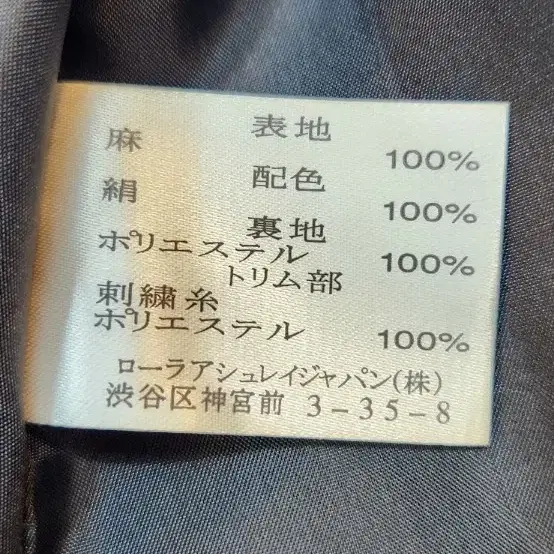 表地
麻 100%
配色
絹 100%
裏地
ポリエステル 100%
トリム部
刺繍糸
ポリエステル 100%
ローラアシュレイジャパン(株)
渋谷区神宮前 3-35-8